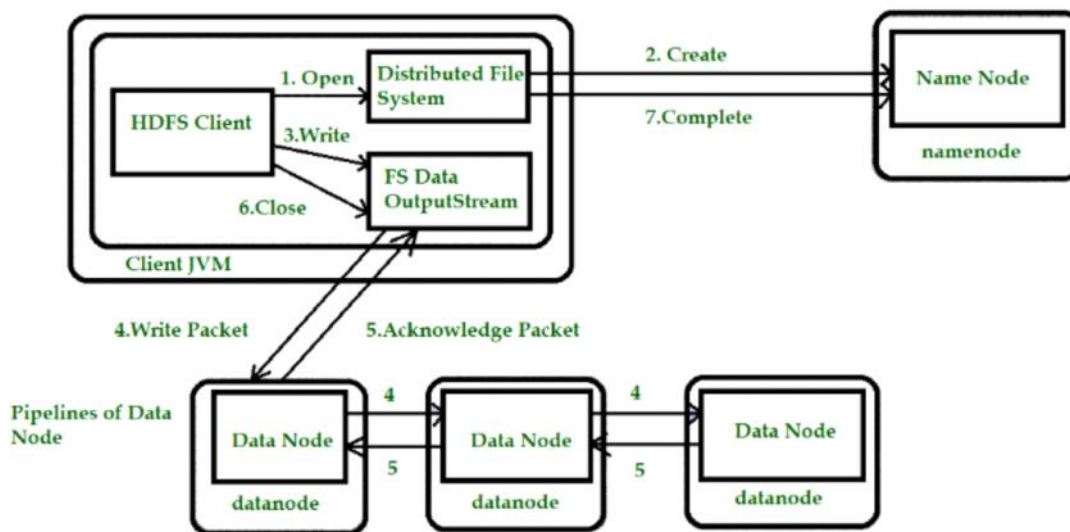 1. Open
Distributed File
System
2. Create
7.Complete
Name Node
namenode
HDFS Client
3.Write
6.Close
FS Data
OutputStream
Client JVM
4.Write Packet
5.Acknowledge Packet
Pipelines of Data
Node
Data Node
datanode
4
5
Data Node
datanode
4
5
Data Node
datanode